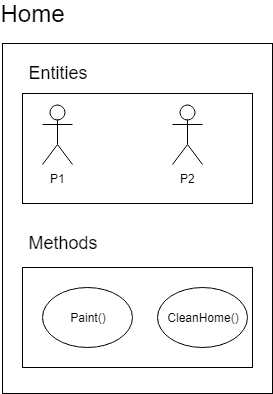 Home
Entities
P1 P2
Methods
Paint() CleanHome()